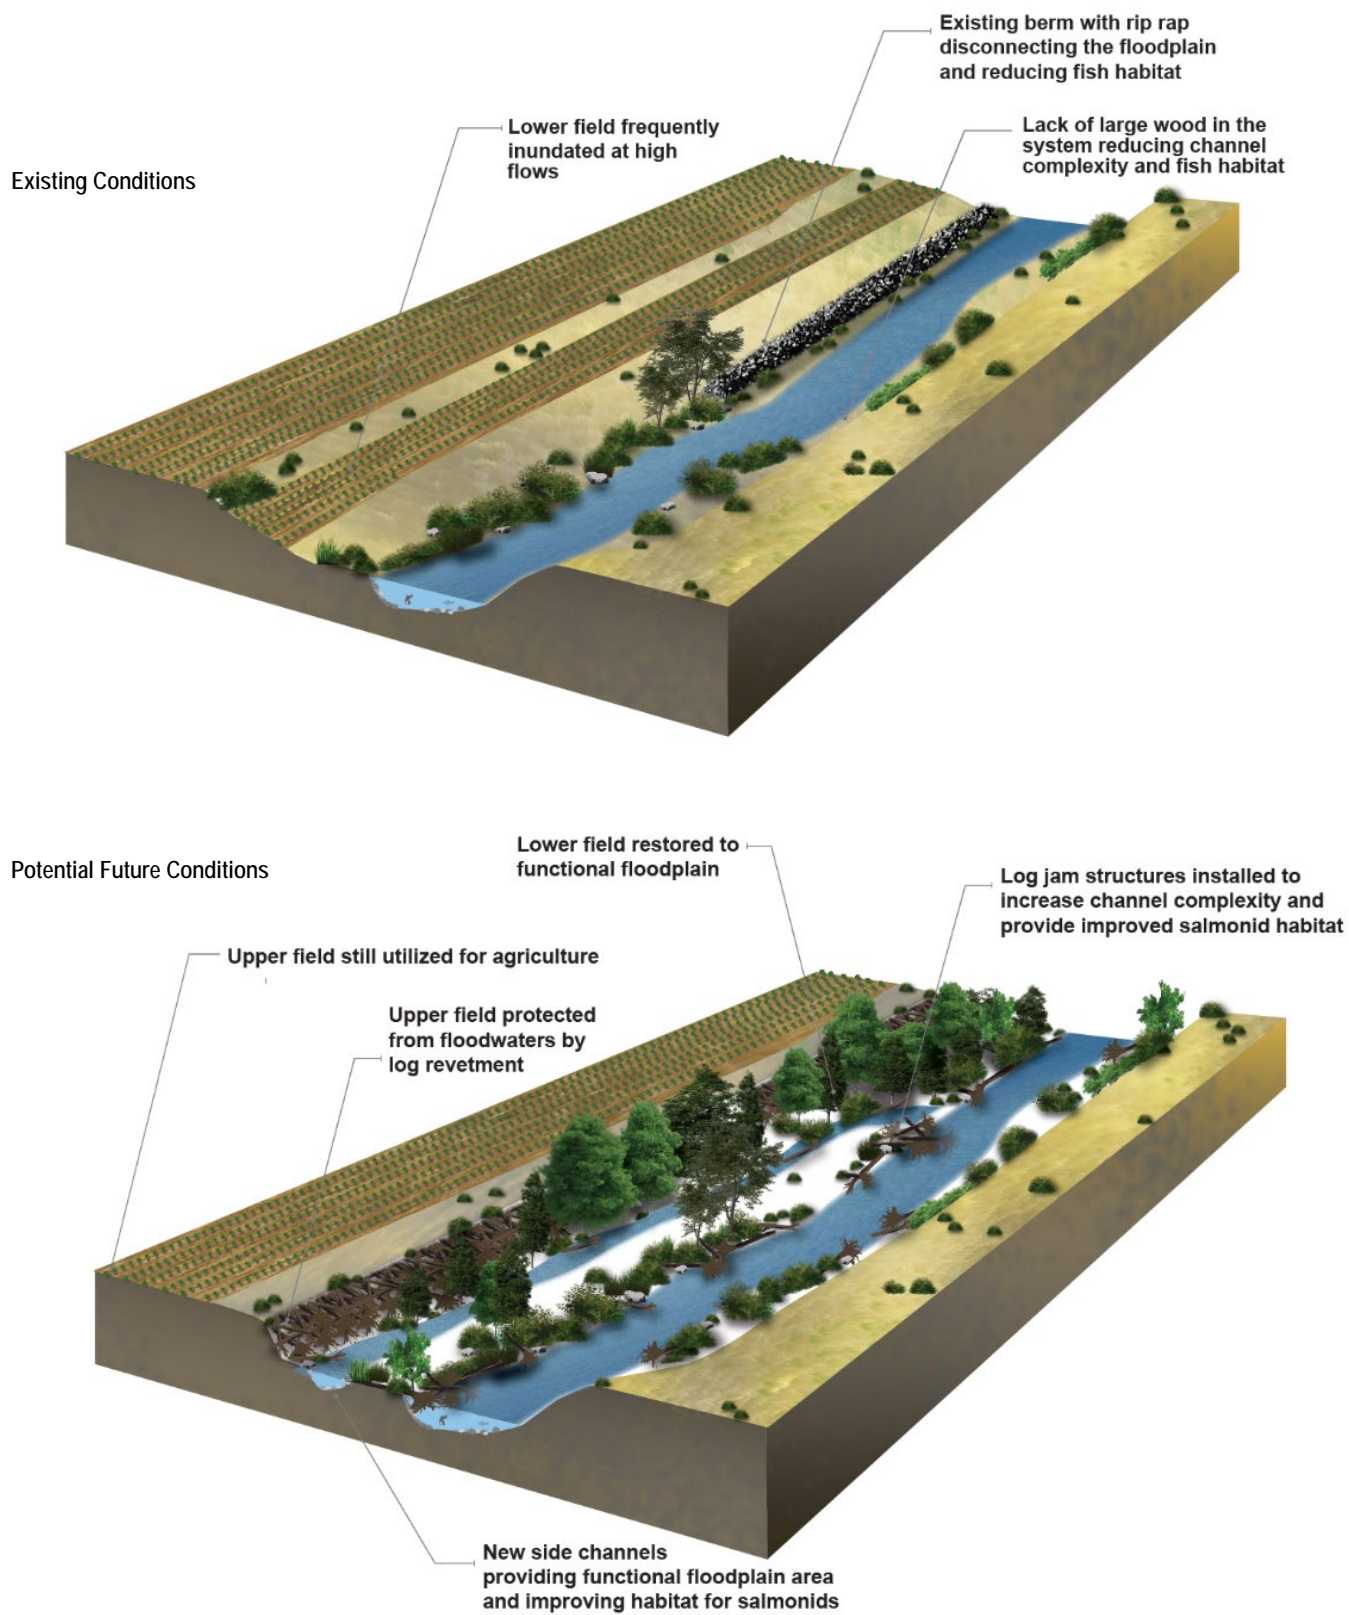 Existing berm with rip rap
disconnecting the floodplain
and reducing fish habitat
Lower field frequently
inundated at high
flows
Lack of large wood in the
system reducing channel
complexity and fish habitat
Existing Conditions
Lower field restored to
functional floodplain
Potential Future Conditions
Log jam structures installed to
increase channel complexity and
provide improved salmonid habitat
Upper field still utilized for agriculture
Upper field protected
from floodwaters by
log revetment
New side channels
providing functional floodplain area
and improving habitat for salmonids